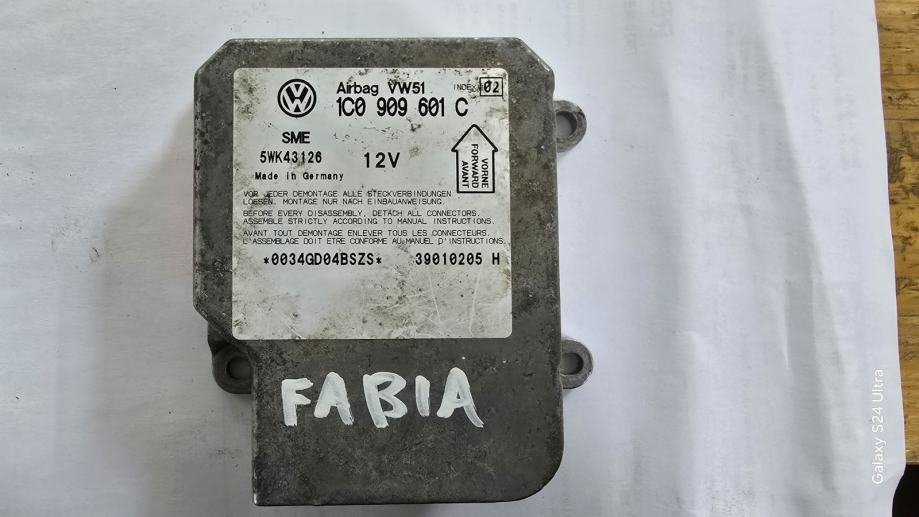 Airbag VW51 INDEX 02
1C0 909 601 C
SME
5WK43126 12V
Made in Germany
VORNE
FORWARD
AVANT
VOR JEDER DEMONTAGE ALLE STECKVERBINDUNGEN
LOESEN. MONTAGE NUR NACH EINBAUANWEISUNG.
BEFORE EVERY DISASSEMBLY, DETACH ALL CONNECTORS.
ASSEMBLE STRICTLY ACCORDING TO MANUAL INSTRUCTIONS.
AVANT TOUT DEMONTAGE ENLEVER TOUS LES CONNECTEURS.
L'ASSEMBLAGE DOIT ETRE CONFORME AU MANUEL D'INSTRUCTIONS.
*0034GD04BSZS* 39010205 H
FABIA
Galaxy S24 Ultra